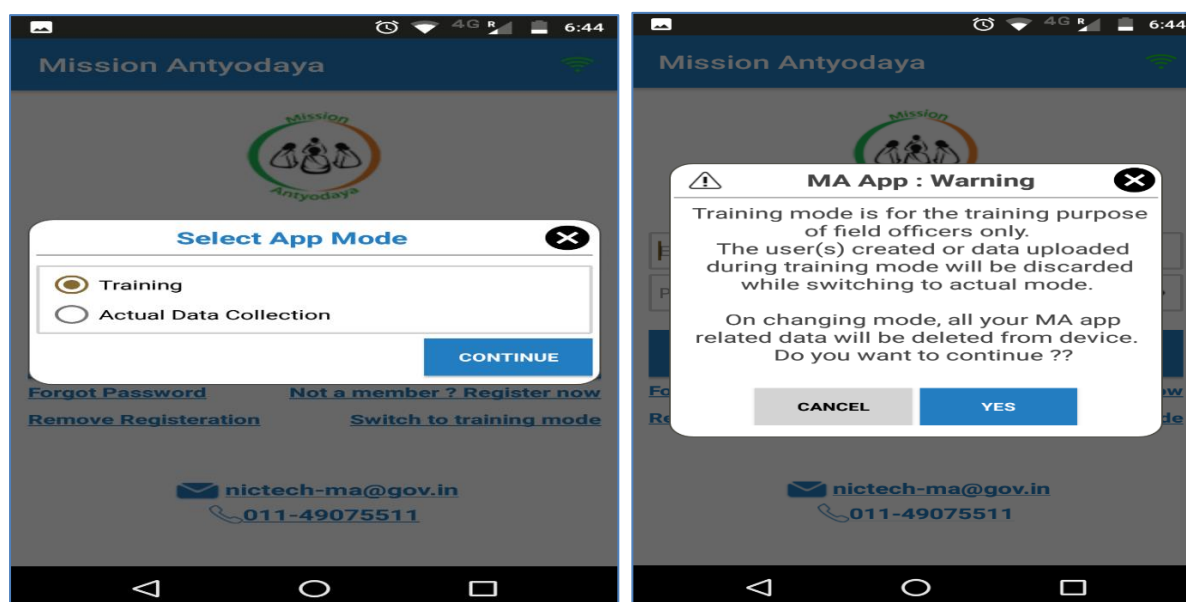 4G R 6:44
Mission Antyodaya
Mission
Antyodaya
Select App Mode
Training
Actual Data Collection
CONTINUE
Forgot Password Not a member ? Register now
Remove Registeration Switch to training mode
nictech-ma@gov.in
011-49075511
4G R 6:44
Mission Antyodaya
Mission
MA App : Warning
Training mode is for the training purpose
of field officers only.
The user(s) created or data uploaded
during training mode will be discarded
while switching to actual mode.
On changing mode, all your MA app
related data will be deleted from device.
Do you want to continue ??
CANCEL YES
nictech-ma@gov.in
011-49075511